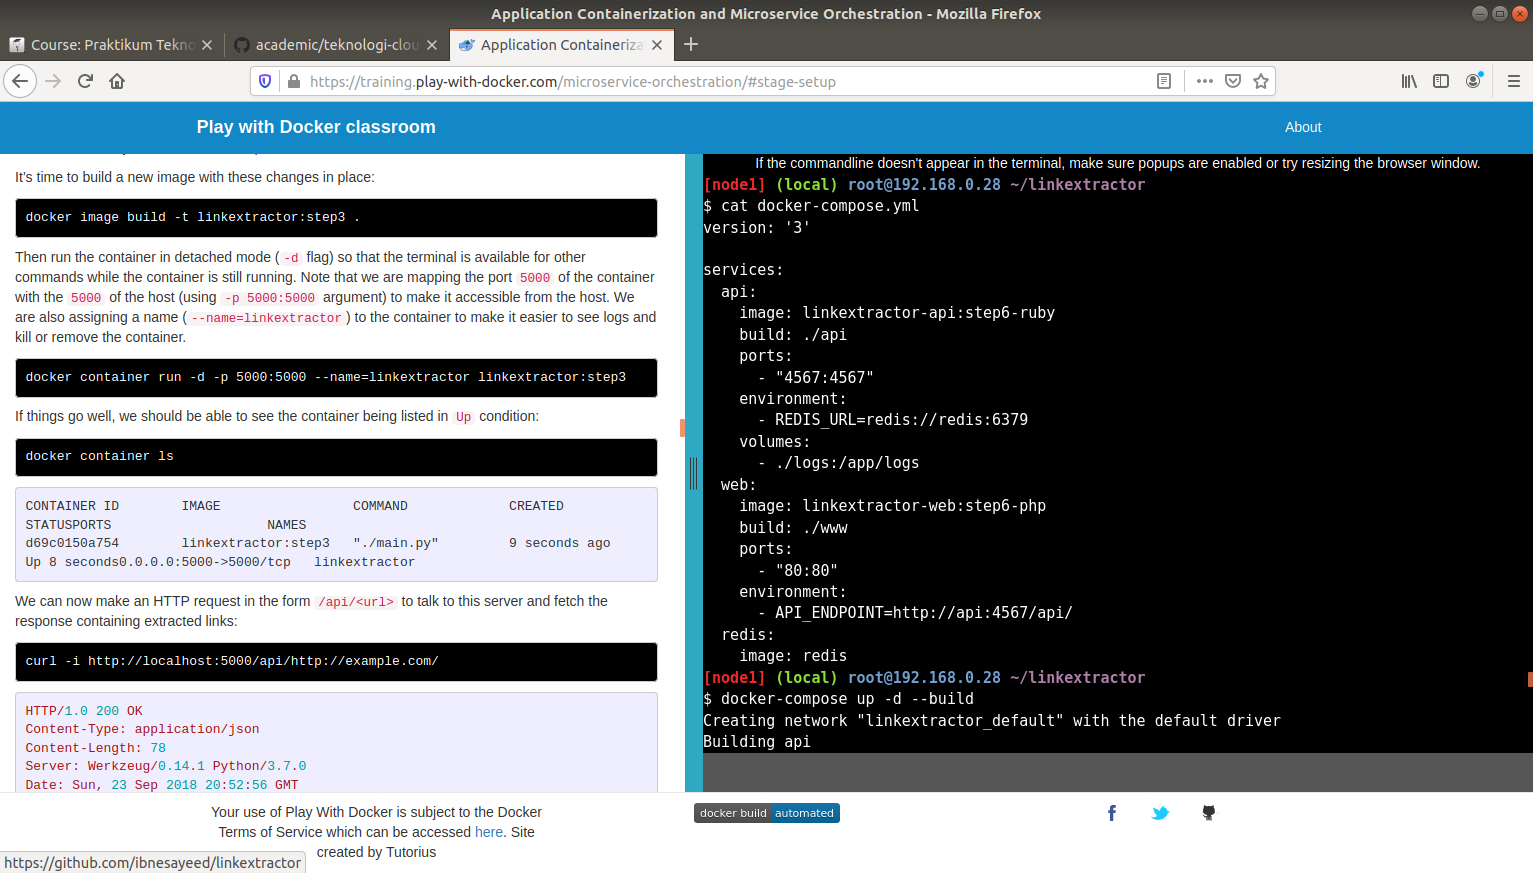 Application Containerization and Microservice Orchestration - Mozilla Firefox
Course: Praktikum Tekno
academic/teknologi-clou
Application Containeriza
https://training.play-with-docker.com/microservice-orchestration/#stage-setup
Play with Docker classroom
About
It's time to build a new image with these changes in place:
docker image build -t linkextractor:step3 .
Then run the container in detached mode ( -d flag) so that the terminal is available for other
commands while the container is still running. Note that we are mapping the port 5000 of the container
with the 5000 of the host (using -p 5000:5000 argument) to make it accessible from the host. We
are also assigning a name ( --name=linkextractor ) to the container to make it easier to see logs and
kill or remove the container.
docker container run -d -p 5000:5000 --name=linkextractor linkextractor:step3
If things go well, we should be able to see the container being listed in Up condition:
docker container ls
CONTAINER ID        IMAGE                 COMMAND             CREATED
STATUSPORTS                    NAMES
d69c0150a754        linkextractor:step3   "./main.py"         9 seconds ago
Up 8 seconds0.0.0.0:5000->5000/tcp   linkextractor
We can now make an HTTP request in the form /api/<url> to talk to this server and fetch the
response containing extracted links:
curl -i http://localhost:5000/api/http://example.com/
HTTP/1.0 200 OK
Content-Type: application/json
Content-Length: 78
Server: Werkzeug/0.14.1 Python/3.7.0
Date: Sun, 23 Sep 2018 20:52:56 GMT
If the commandline doesn't appear in the terminal, make sure popups are enabled or try resizing the browser window.
[node1] (local) root@192.168.0.28 ~/linkextractor
$ cat docker-compose.yml
version: '3'
services:
  api:
    image: linkextractor-api:step6-ruby
    build: ./api
    ports:
      - "4567:4567"
    environment:
      - REDIS_URL=redis://redis:6379
    volumes:
      - ./logs:/app/logs
  web:
    image: linkextractor-web:step6-php
    build: ./www
    ports:
      - "80:80"
    environment:
      - API_ENDPOINT=http://api:4567/api/
  redis:
    image: redis
[node1] (local) root@192.168.0.28 ~/linkextractor
$ docker-compose up -d --build
Creating network "linkextractor_default" with the default driver
Building api
Your use of Play With Docker is subject to the Docker
Terms of Service which can be accessed here. Site
created by Tutorius
docker build automated
https://github.com/ibnesayeed/linkextractor